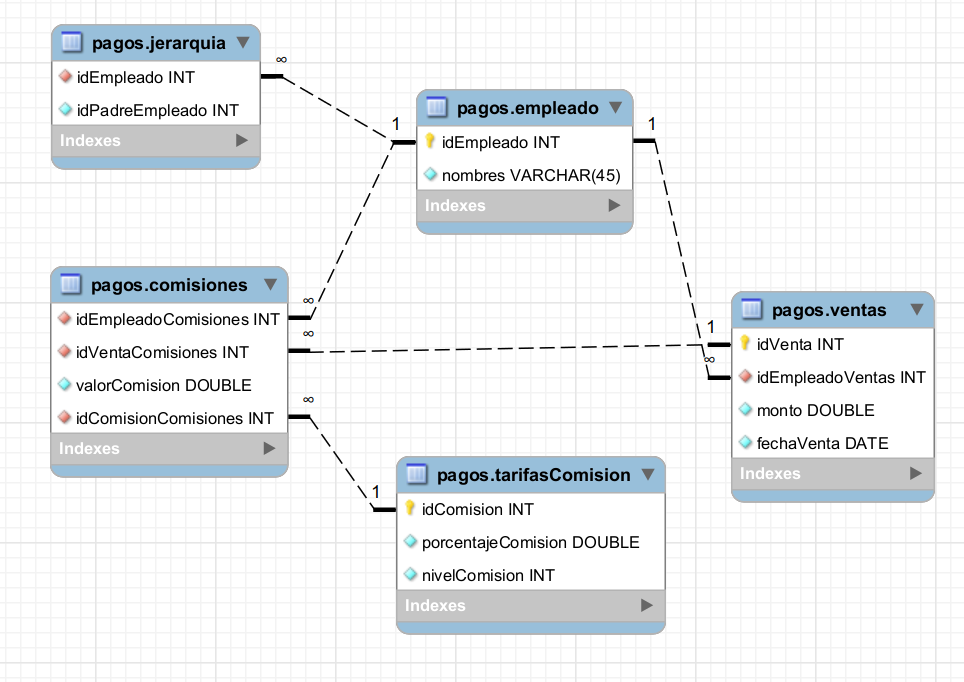 pagos.jerarquia
idEmpleado INT
idPadreEmpleado INT
Indexes
∞
1
pagos.empleado
idEmpleado INT
nombres VARCHAR(45)
Indexes
1
pagos.comisiones
idEmpleadoComisiones INT
idVentaComisiones INT
valorComision DOUBLE
idComisionComisiones INT
Indexes
∞
∞
∞
1
∞
pagos.ventas
idVenta INT
idEmpleadoVentas INT
monto DOUBLE
fechaVenta DATE
Indexes
1
pagos.tarifasComision
idComision INT
porcentajeComision DOUBLE
nivelComision INT
Indexes